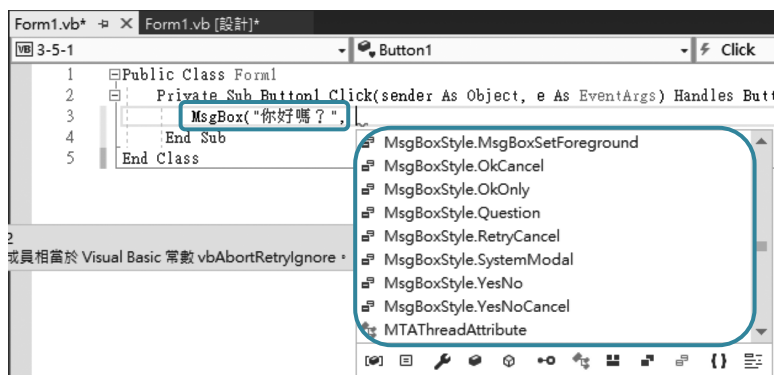 Form1.vb* Form1.vb [設計]*
VB 3-5-1 Button1 Click
1 Public Class Form1
2 Private Sub Button1_Click(sender As Object, e As EventArgs) Handles Butt
3 MsgBox("你好嗎？",
4 End Sub
5 End Class
MsgBoxStyle.MsgBoxSetForeground
MsgBoxStyle.OkCancel
MsgBoxStyle.OkOnly
MsgBoxStyle.Question
MsgBoxStyle.RetryCancel
MsgBoxStyle.SystemModal
MsgBoxStyle.YesNo
MsgBoxStyle.YesNoCancel
MTAThreadAttribute
2
成員相當於 Visual Basic 常數 vbAbortRetryIgnore。